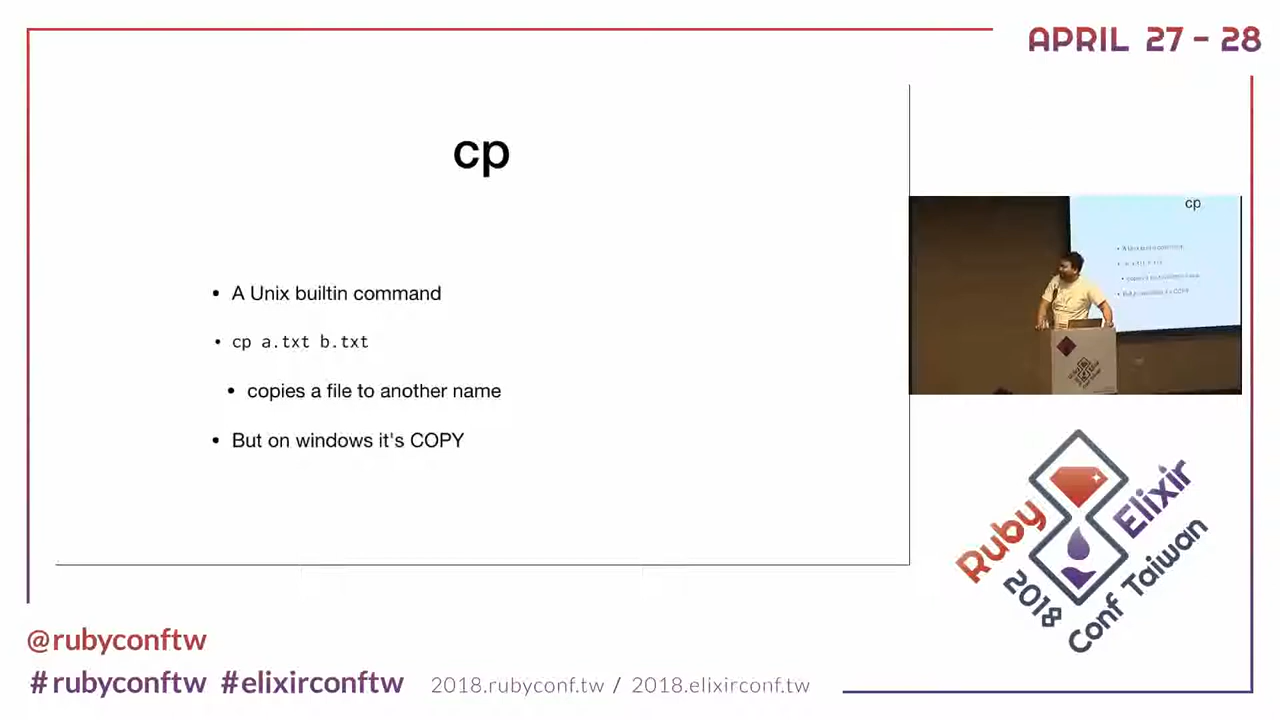 APRIL 27 - 28
cp
• A Unix builtin command
• cp a.txt b.txt
• copies a file to another name
• But on windows it's COPY
cp
Ruby Elixir
2018 Conf Taiwan
@rubyconftw
#rubyconftw #elixirconftw
2018.rubyconf.tw / 2018.elixirconf.tw